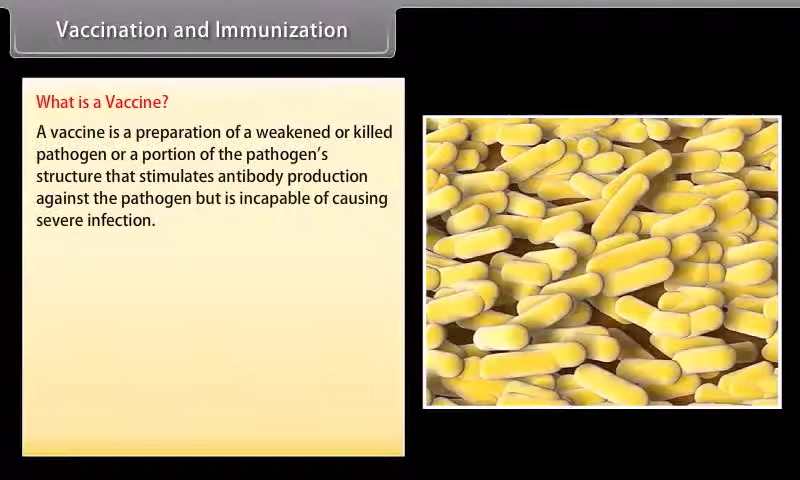 Vaccination and Immunization
What is a Vaccine?
A vaccine is a preparation of a weakened or killed
pathogen or a portion of the pathogen's
structure that stimulates antibody production
against the pathogen but is incapable of causing
severe infection.